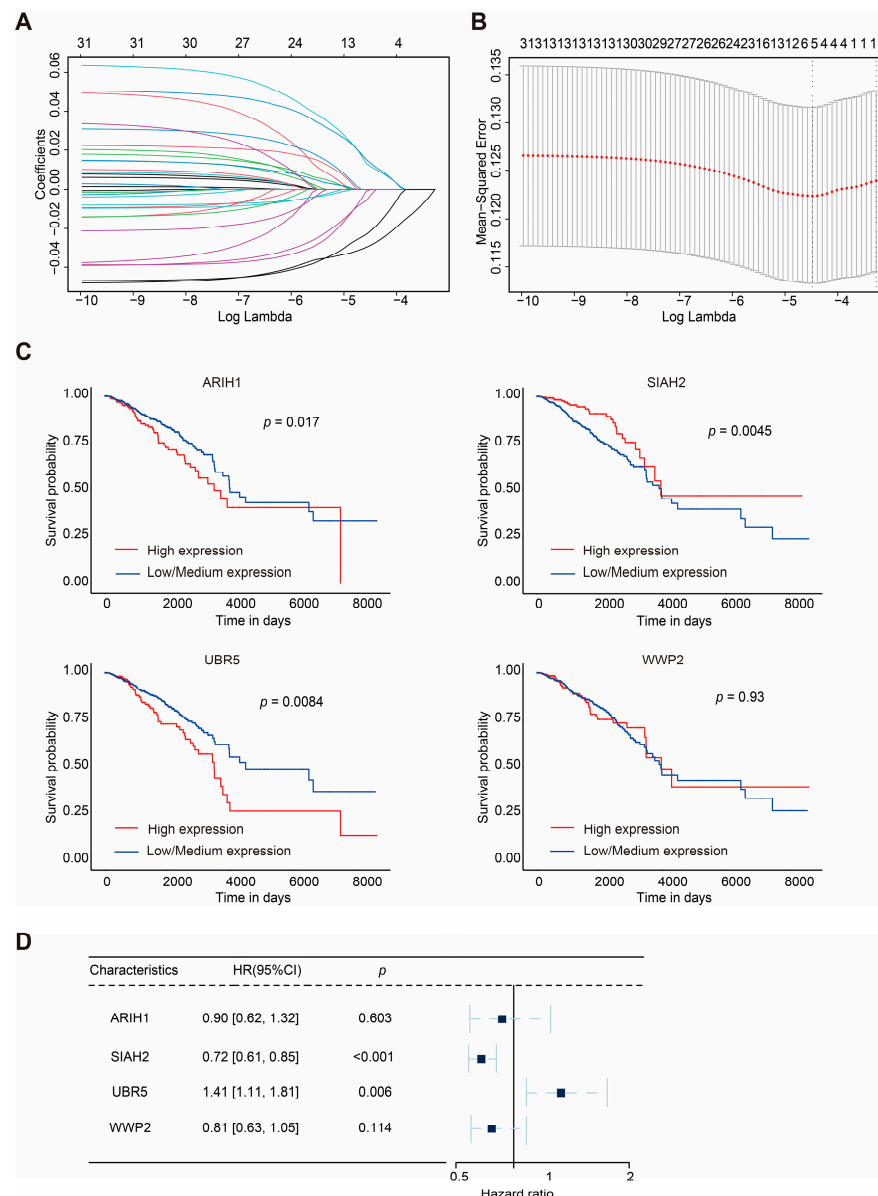 A
31 31 30 27 24 13 4
0.06
0.04
0.02
0.00
−0.02
−0.04
Coefficients
−10 −9 −8 −7 −6 −5 −4
Log Lambda
B
31313131313131313030292727262624231613126 5 4 4 4 1 1 1
0.135
0.130
0.125
0.120
0.115
Mean−Squared Error
−10 −9 −8 −7 −6 −5 −4
Log Lambda
C
ARIH1
1.00
0.75
0.50
0.25
0.00
Survival probability
p = 0.017
High expression
Low/Medium expression
0 2000 4000 6000 8000
Time in days
SIAH2
1.00
0.75
0.50
0.25
0.00
Survival probability
p = 0.0045
High expression
Low/Medium expression
0 2000 4000 6000 8000
Time in days
UBR5
1.00
0.75
0.50
0.25
0.00
Survival probability
p = 0.0084
High expression
Low/Medium expression
0 2000 4000 6000 8000
Time in days
WWP2
1.00
0.75
0.50
0.25
0.00
Survival probability
p = 0.93
High expression
Low/Medium expression
0 2000 4000 6000 8000
Time in days
D
Characteristics HR(95%CI) p
ARIH1 0.90 [0.62, 1.32] 0.603
SIAH2 0.72 [0.61, 0.85] <0.001
UBR5 1.41 [1.11, 1.81] 0.006
WWP2 0.81 [0.63, 1.05] 0.114
0.5 1 2
Hazard ratio